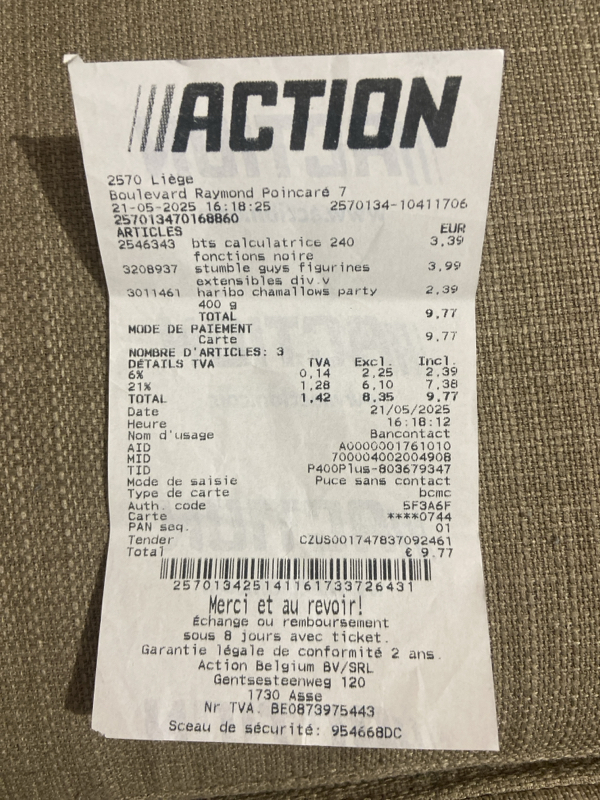 ACTION
2570 Liège
Boulevard Raymond Poincaré 7
21-05-2025 16:18:25 2570134-10411706
257013470168860
ARTICLES EUR
2546343 bts calculatrice 240 3,39
fonctions noire
3208937 stumble guys figurines 3,99
extensibles div.v
3011461 haribo chamallows party 2,39
400 g
TOTAL 9,77
MODE DE PAIEMENT
Carte 9,77
NOMBRE D'ARTICLES: 3
DÉTAILS TVA TVA Excl. Incl.
6% 0,14 2,25 2,39
21% 1,28 6,10 7,38
TOTAL 1,42 8,35 9,77
Date 21/05/2025
Heure 16:18:12
Nom d'usage Bancontact
AID A0000001761010
MID 700004002004908
TID P400Plus-803679347
Mode de saisie Puce sans contact
Type de carte bcmc
Auth. code 5F3A6F
Carte ****0744
PAN seq. 01
Tender CZUS001747837092461
Total € 9.77
257013425141161733726431
Merci et au revoir!
Échange ou remboursement
sous 8 jours avec ticket.
Garantie légale de conformité 2 ans.
Action Belgium BV/SRL
Gentsesteenweg 120
1730 Asse
Nr TVA. BE0873975443
Sceau de sécurité: 954668DC